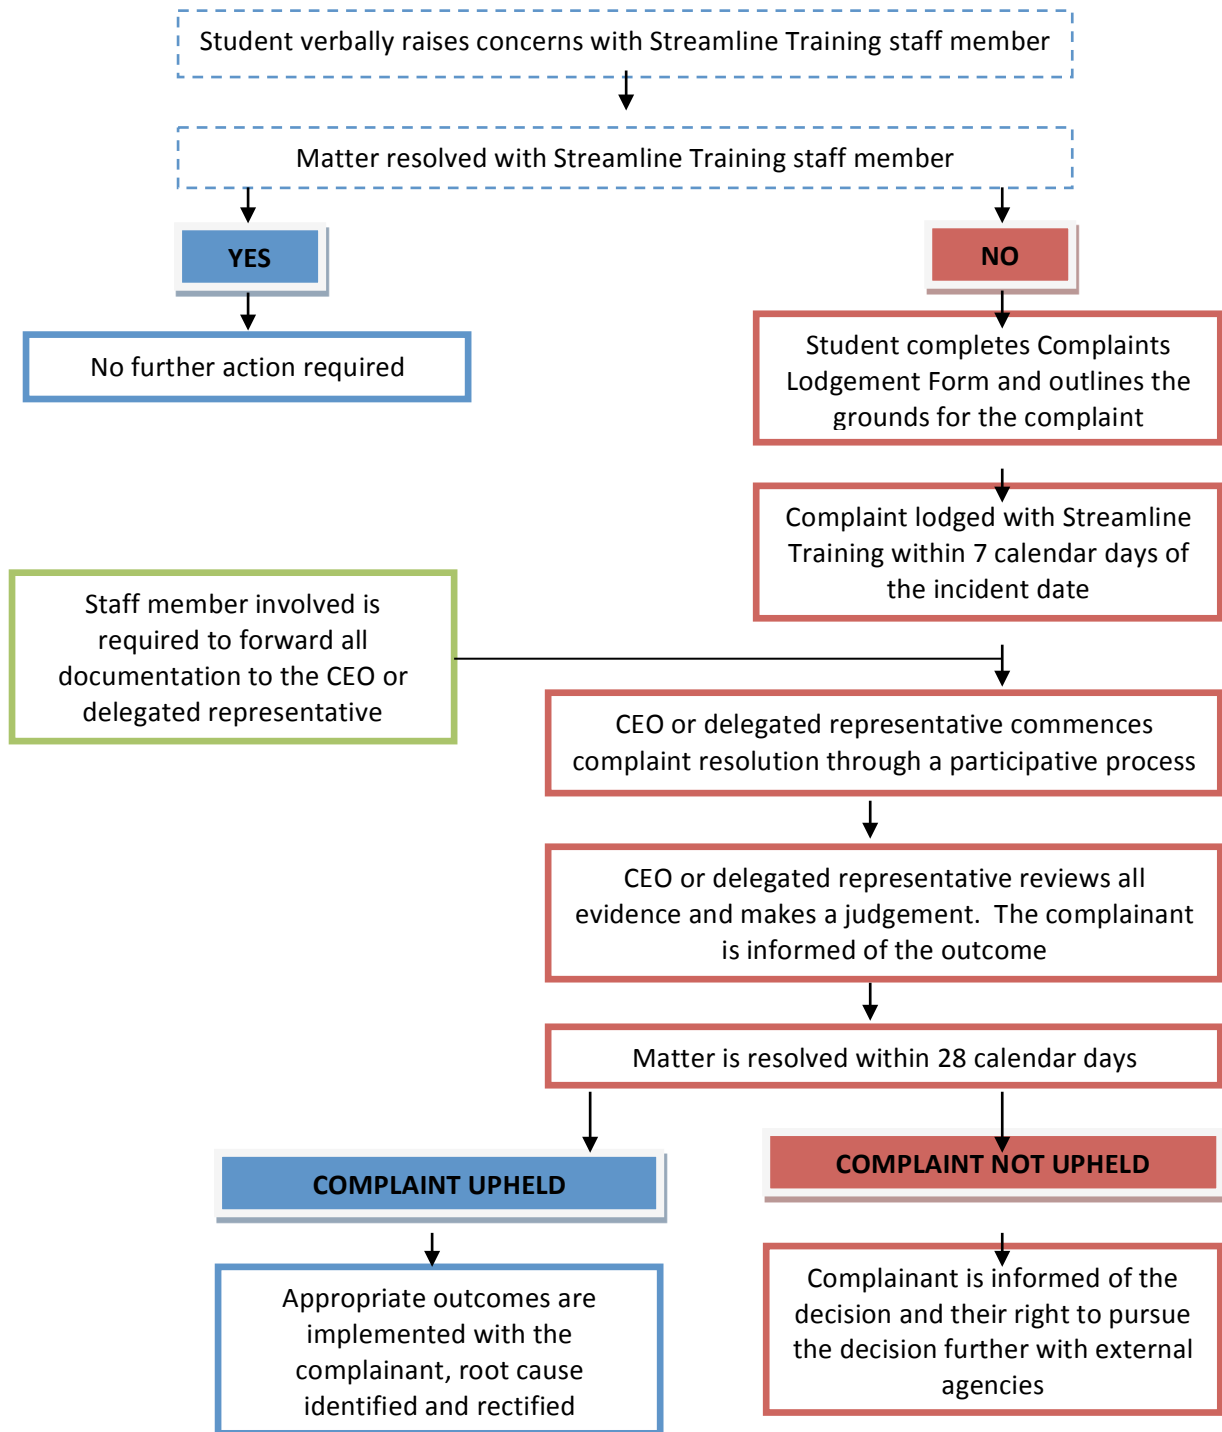 Student verbally raises concerns with Streamline Training staff member
Matter resolved with Streamline Training staff member
YES
NO
No further action required
Student completes Complaints
Lodgement Form and outlines the
grounds for the complaint
Complaint lodged with Streamline
Training within 7 calendar days of
the incident date
Staff member involved is
required to forward all
documentation to the CEO or
delegated representative
CEO or delegated representative commences
complaint resolution through a participative process
CEO or delegated representative reviews all
evidence and makes a judgement.  The complainant
is informed of the outcome
Matter is resolved within 28 calendar days
COMPLAINT UPHELD
COMPLAINT NOT UPHELD
Appropriate outcomes are
implemented with the
complainant, root cause
identified and rectified
Complainant is informed of the
decision and their right to pursue
the decision further with external
agencies